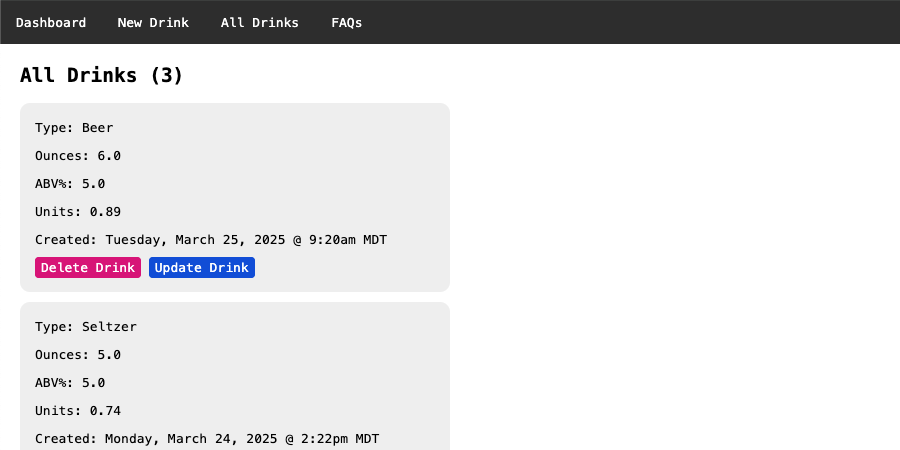 Dashboard New Drink All Drinks FAQs
All Drinks (3)
Type: Beer
Ounces: 6.0
ABV%: 5.0
Units: 0.89
Created: Tuesday, March 25, 2025 @ 9:20am MDT
Delete Drink Update Drink
Type: Seltzer
Ounces: 5.0
ABV%: 5.0
Units: 0.74
Created: Monday, March 24, 2025 @ 2:22pm MDT